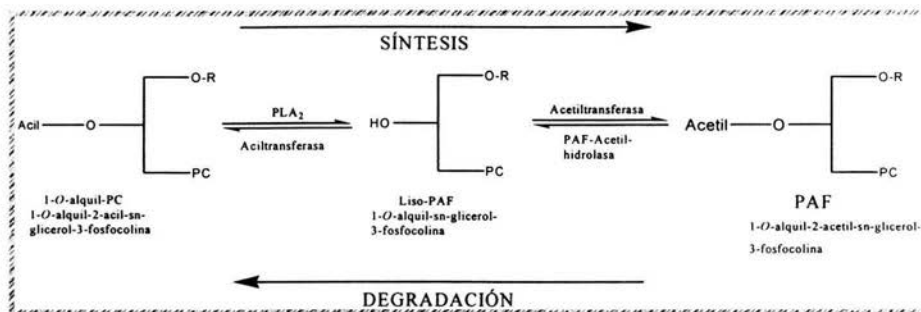 SÍNTESIS
O-R
Acil
O
PC
PLA₂
Aciltransferasa
O-R
HO
PC
Acetiltransferasa
PAF-Acetil-
hidrolasa
O-R
Acetil
O
PC
1-O-alquil-PC
1-O-alquil-2-acil-sn-
glicerol-3-fosfocolina
Liso-PAF
1-O-alquil-sn-glicerol-
3-fosfocolina
PAF
1-O-alquil-2-acetil-sn-glicerol-
3-fosfocolina
DEGRADACIÓN